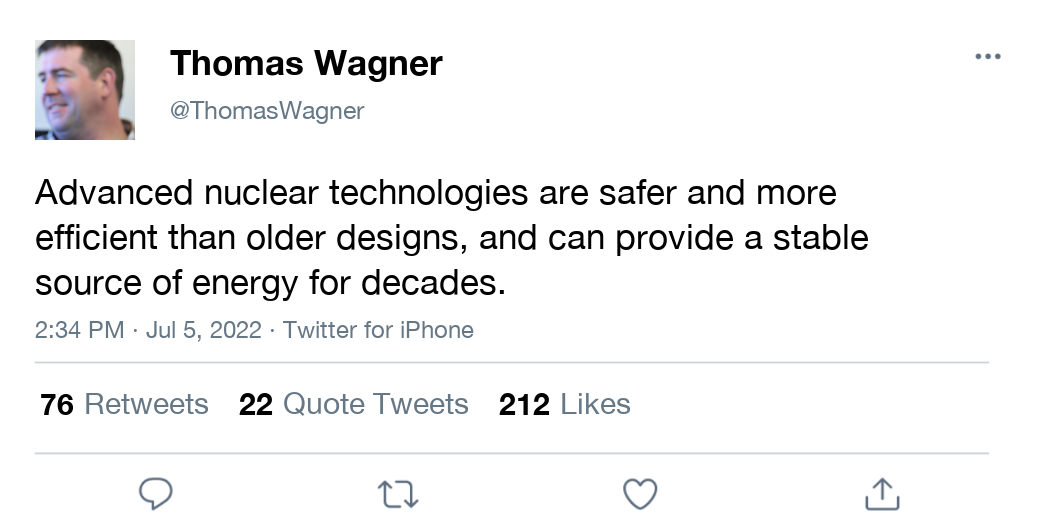 Thomas Wagner
@ThomasWagner
Advanced nuclear technologies are safer and more
efficient than older designs, and can provide a stable
source of energy for decades.
2:34 PM · Jul 5, 2022 · Twitter for iPhone
76 Retweets 22 Quote Tweets 212 Likes